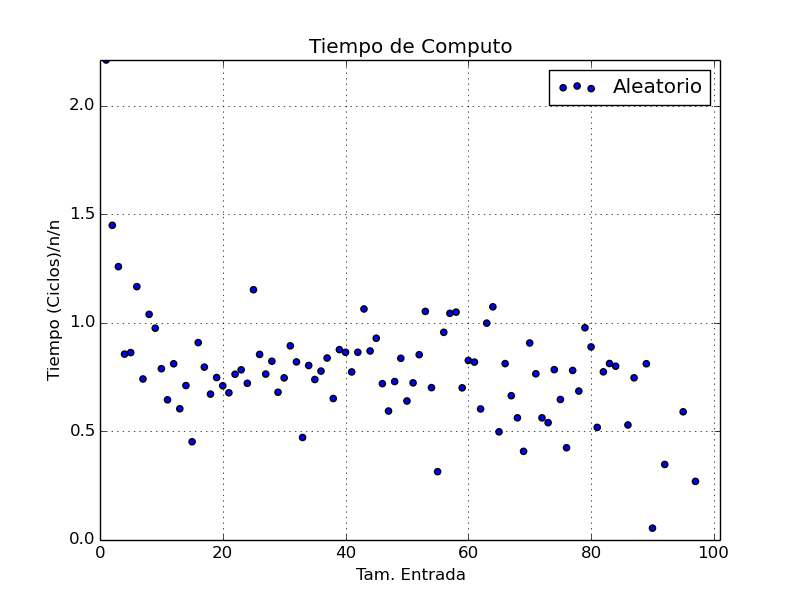 Tiempo de Computo
Aleatorio
Tiempo (Ciclos)/n/n
2.0
1.5
1.0
0.5
0.0
0 20 40 60 80 100
Tam. Entrada